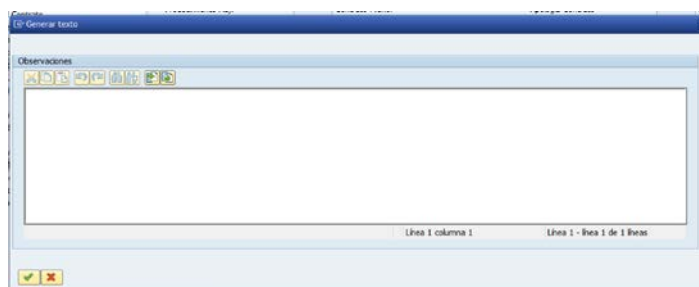 Generar texto
Observaciones
Línea 1 columna 1
Línea 1 - línea 1 de 1 líneas